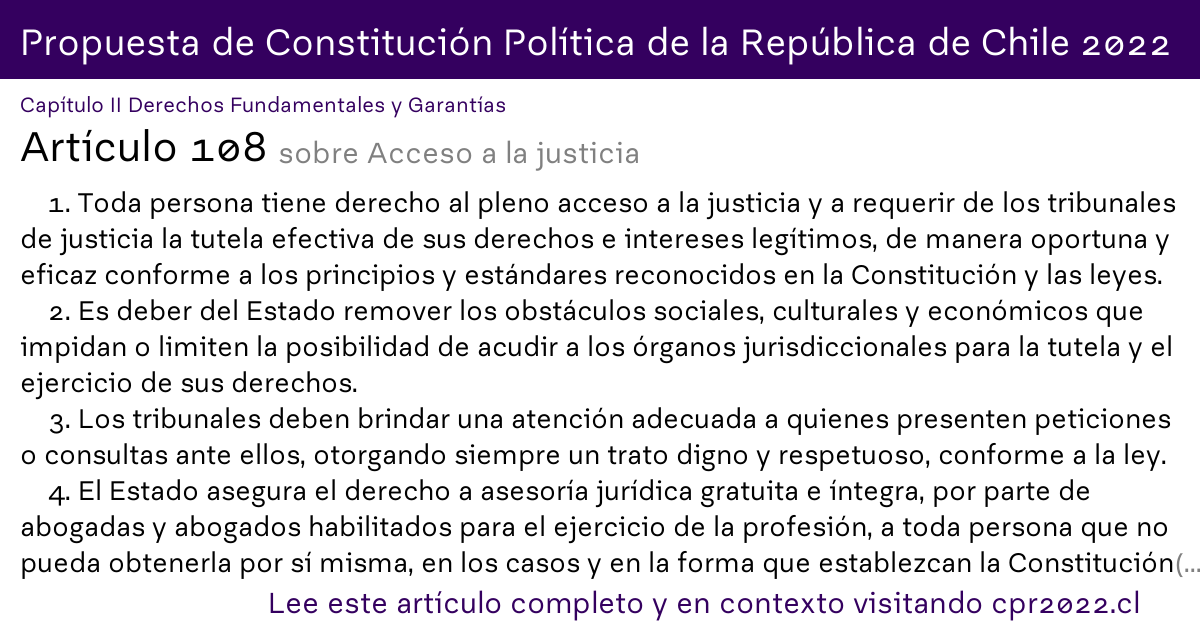 Propuesta de Constitución Política de la República de Chile 2022
Capítulo II Derechos Fundamentales y Garantías
Artículo 108 sobre Acceso a la justicia
1. Toda persona tiene derecho al pleno acceso a la justicia y a requerir de los tribunales
de justicia la tutela efectiva de sus derechos e intereses legítimos, de manera oportuna y
eficaz conforme a los principios y estándares reconocidos en la Constitución y las leyes.
2. Es deber del Estado remover los obstáculos sociales, culturales y económicos que
impidan o limiten la posibilidad de acudir a los órganos jurisdiccionales para la tutela y el
ejercicio de sus derechos.
3. Los tribunales deben brindar una atención adecuada a quienes presenten peticiones
o consultas ante ellos, otorgando siempre un trato digno y respetuoso, conforme a la ley.
4. El Estado asegura el derecho a asesoría jurídica gratuita e íntegra, por parte de
abogadas y abogados habilitados para el ejercicio de la profesión, a toda persona que no
pueda obtenerla por sí misma, en los casos y en la forma que establezcan la Constitución(...
Lee este artículo completo y en contexto visitando cpr2022.cl